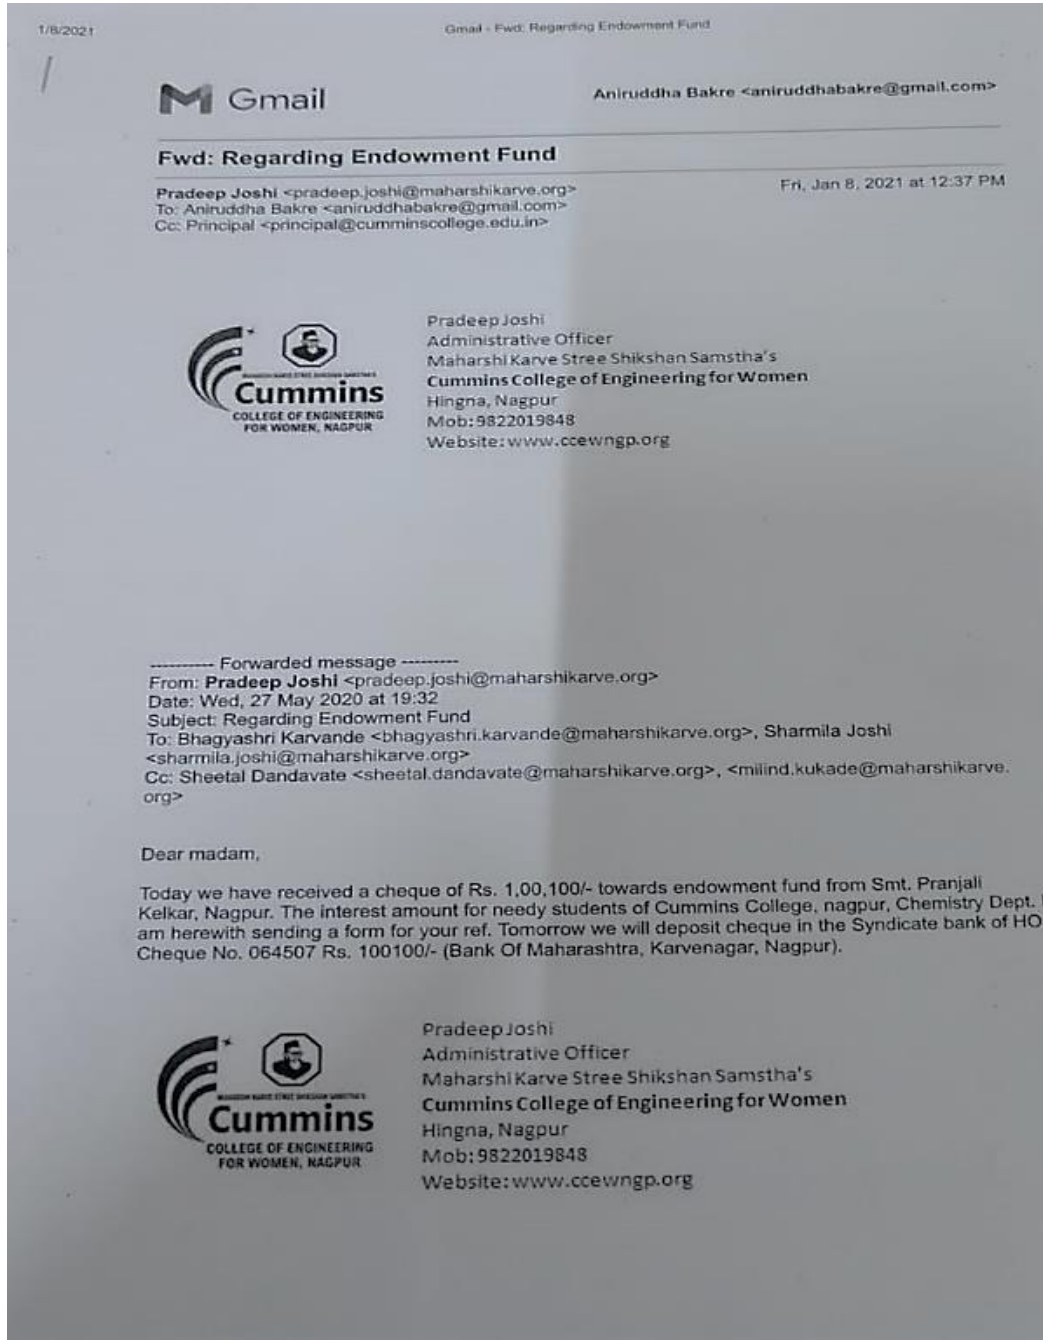 1/8/2021
Gmail - Fwd: Regarding Endowment Fund
Gmail
Aniruddha Bakre <aniruddhabakre@gmail.com>
Fwd: Regarding Endowment Fund
Pradeep Joshi <pradeep.joshi@maharshikarve.org>
Fri, Jan 8, 2021 at 12:37 PM
To: Aniruddha Bakre <aniruddhabakre@gmail.com>
Cc: Principal <principal@cumminscollege.edu.in>
MAHARSHI KARVE STREE SHIKSHAN SAMSTHA'S
Cummins
COLLEGE OF ENGINEERING
FOR WOMEN, NAGPUR
Pradeep Joshi
Administrative Officer
Maharshi Karve Stree Shikshan Samstha's
Cummins College of Engineering for Women
Hingna, Nagpur
Mob: 9822019848
Website: www.ccewngp.org
---------- Forwarded message ---------
From: Pradeep Joshi <pradeep.joshi@maharshikarve.org>
Date: Wed, 27 May 2020 at 19:32
Subject: Regarding Endowment Fund
To: Bhagyashri Karvande <bhagyashri.karvande@maharshikarve.org>, Sharmila Joshi
<sharmila.joshi@maharshikarve.org>
Cc: Sheetal Dandavate <sheetal.dandavate@maharshikarve.org>, <milind.kukade@maharshikarve.
org>
Dear madam,
Today we have received a cheque of Rs. 1,00,100/- towards endowment fund from Smt. Pranjali
Kelkar, Nagpur. The interest amount for needy students of Cummins College, nagpur, Chemistry Dept. I
am herewith sending a form for your ref. Tomorrow we will deposit cheque in the Syndicate bank of HO
Cheque No. 064507 Rs. 100100/- (Bank Of Maharashtra, Karvenagar, Nagpur).
MAHARSHI KARVE STREE SHIKSHAN SAMSTHA'S
Cummins
COLLEGE OF ENGINEERING
FOR WOMEN, NAGPUR
Pradeep Joshi
Administrative Officer
Maharshi Karve Stree Shikshan Samstha's
Cummins College of Engineering for Women
Hingna, Nagpur
Mob: 9822019848
Website: www.ccewngp.org